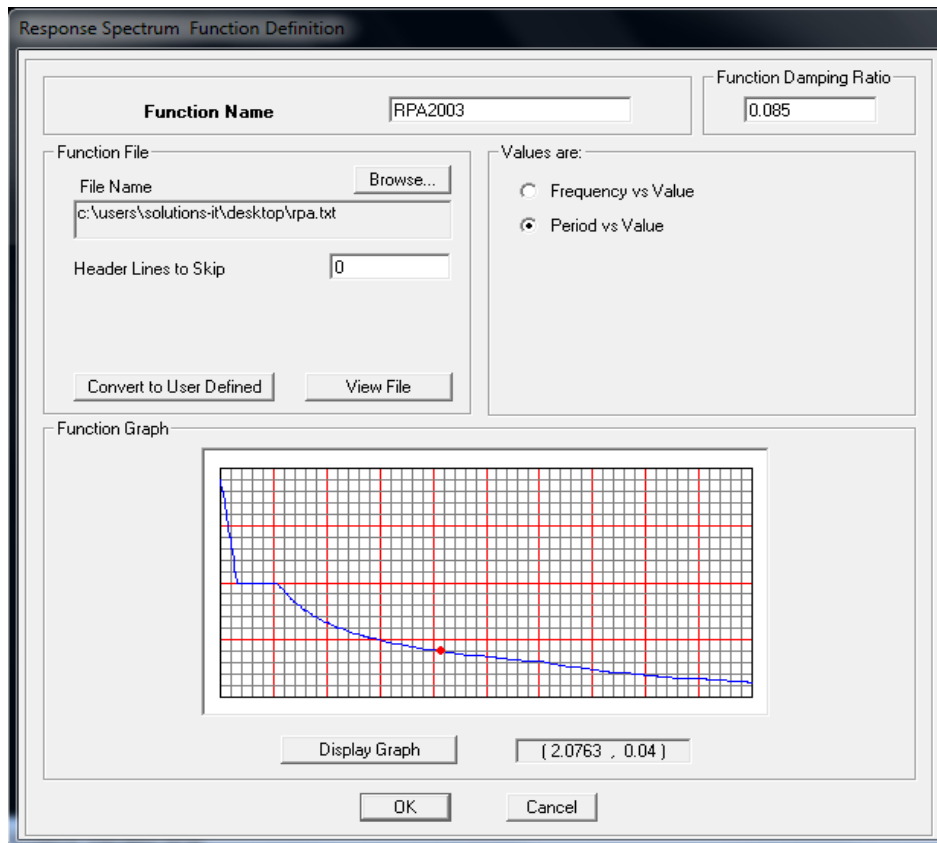 Response Spectrum Function Definition
Function Damping Ratio
Function Name
RPA2003
0.085
Function File
Values are:
File Name
Browse...
Frequency vs Value
c:\users\solutions-it\desktop\rpa.txt
Period vs Value
Header Lines to Skip
0
Convert to User Defined
View File
Function Graph
Display Graph
( 2.0763 , 0.04 )
OK
Cancel